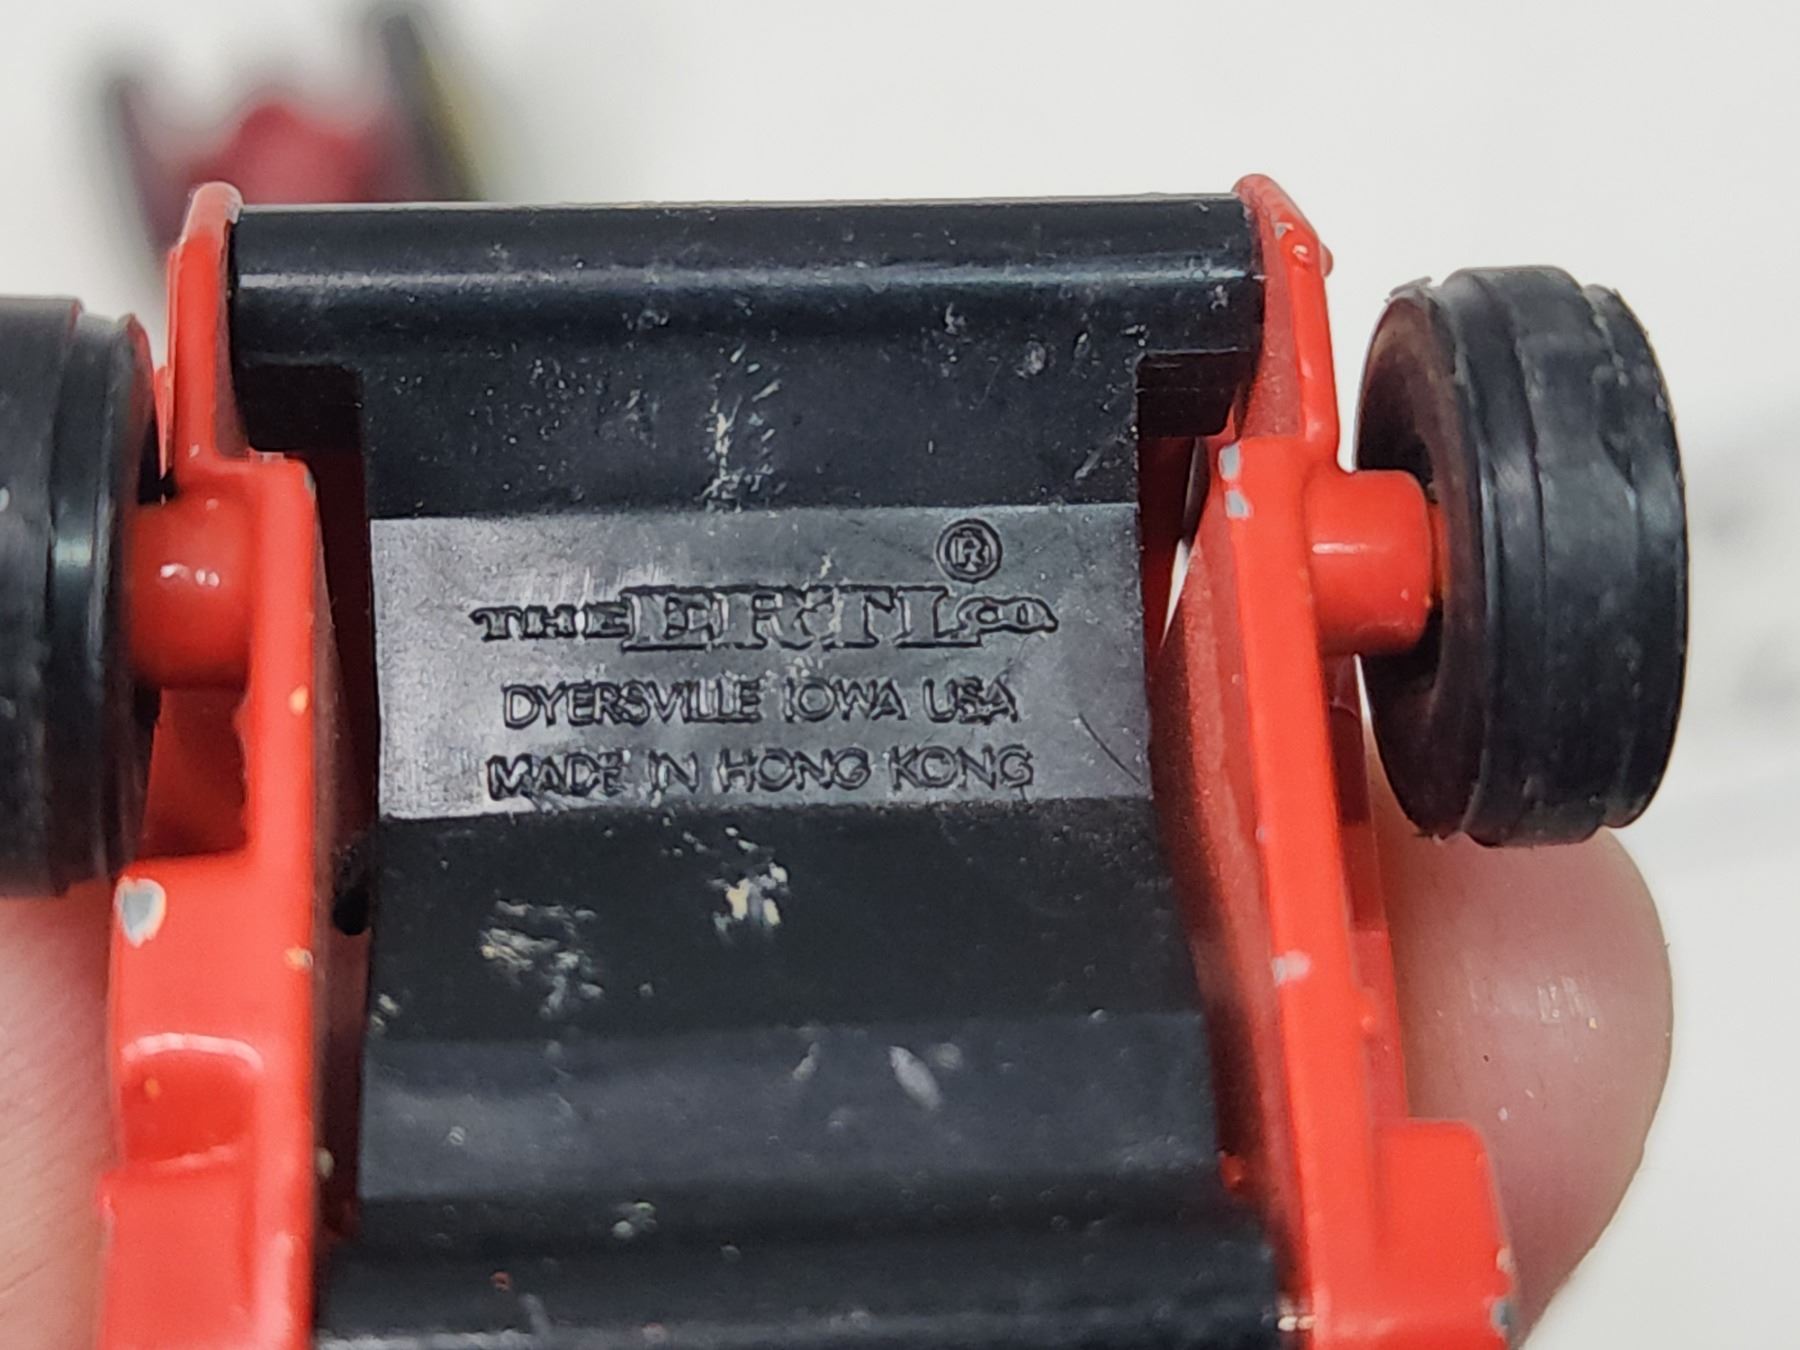 THE ERTL CO. ®
DYERSVILLE IOWA USA
MADE IN HONG KONG